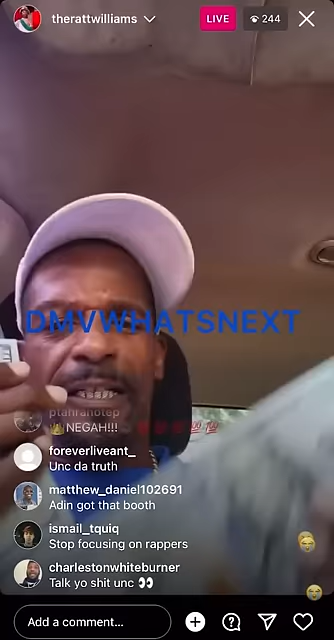 therattwilliams
LIVE
244
DMVWHATSNEXT
ptahrahotep
👑NEGAH!!!
foreverliveant_
Unc da truth
matthew_daniel102691
Adin got that booth
ismail_tquiq
Stop focusing on rappers
charlestonwhiteburner
Talk yo shit unc 👀
Add a comment...